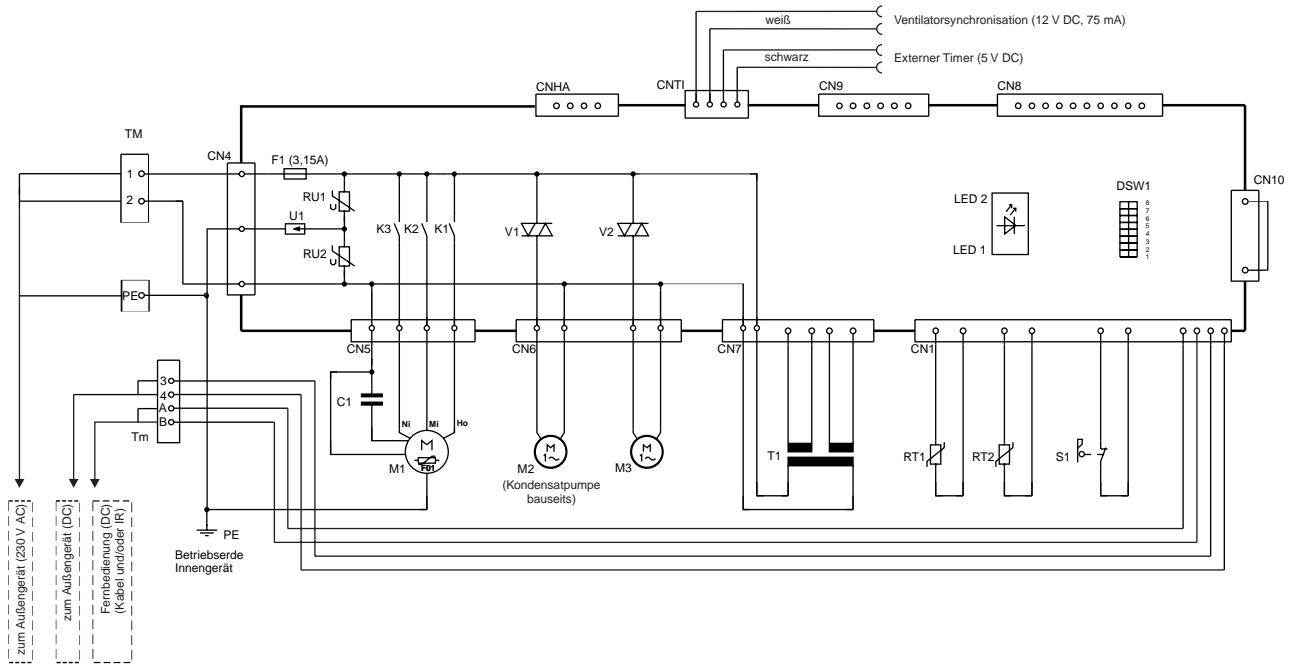 weiß
Ventilatorsynchronisation (12 V DC, 75 mA)
schwarz
Externer Timer (5 V DC)
CNHA
CNTI
CN9
CN8
TM
CN4
F1 (3,15A)
1
2
RU1
U1
RU2
K3
K2
K1
V1
V2
LED 2
LED 1
DSW1
8
7
6
5
4
3
2
1
CN10
PE
CN5
CN6
CN7
CN1
3
4
A
B
Tm
C1
Ni
Mi
Ho
M
F01
M1
M
1~
M2
(Kondensatpumpe
bauseits)
M
1~
M3
T1
RT1
RT2
S1
PE
Betriebserde
Innengerät
zum Außengerät (230 V AC)
zum Außengerät (DC)
Fernbedienung (DC)
(Kabel und/oder IR)